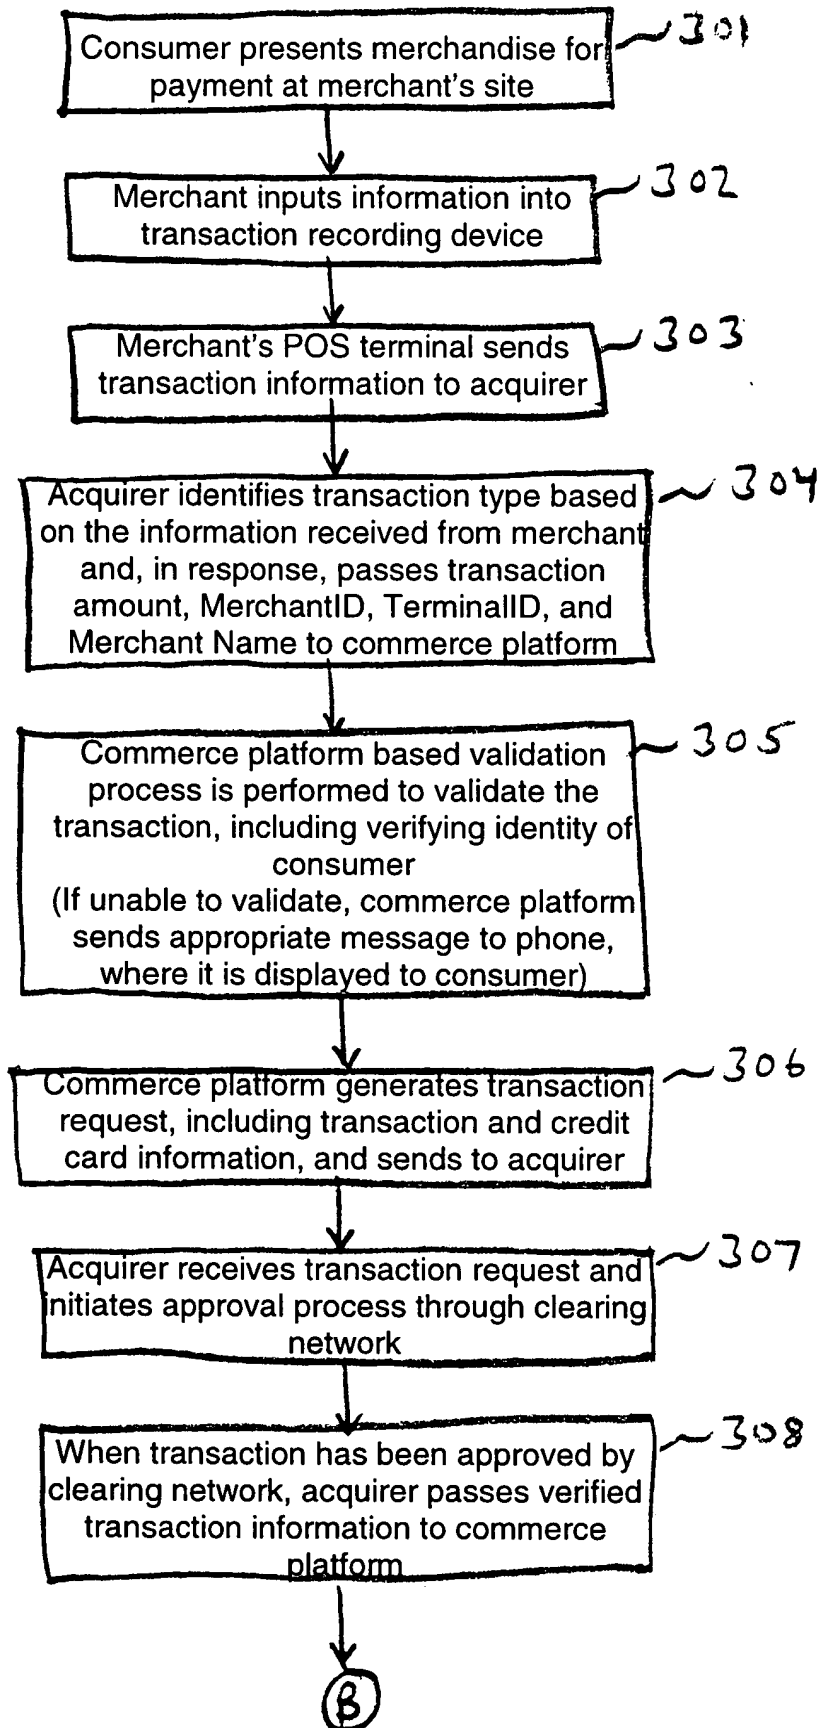 Consumer presents merchandise for
payment at merchant's site
301
Merchant inputs information into
transaction recording device
302
Merchant's POS terminal sends
transaction information to acquirer
303
Acquirer identifies transaction type based
on the information received from merchant
and, in response, passes transaction
amount, MerchantID, TerminalID, and
Merchant Name to commerce platform
304
Commerce platform based validation
process is performed to validate the
transaction, including verifying identity of
consumer
(If unable to validate, commerce platform
sends appropriate message to phone,
where it is displayed to consumer)
305
Commerce platform generates transaction
request, including transaction and credit
card information, and sends to acquirer
306
Acquirer receives transaction request and
initiates approval process through clearing
network
307
When transaction has been approved by
clearing network, acquirer passes verified
transaction information to commerce
platform
308
B